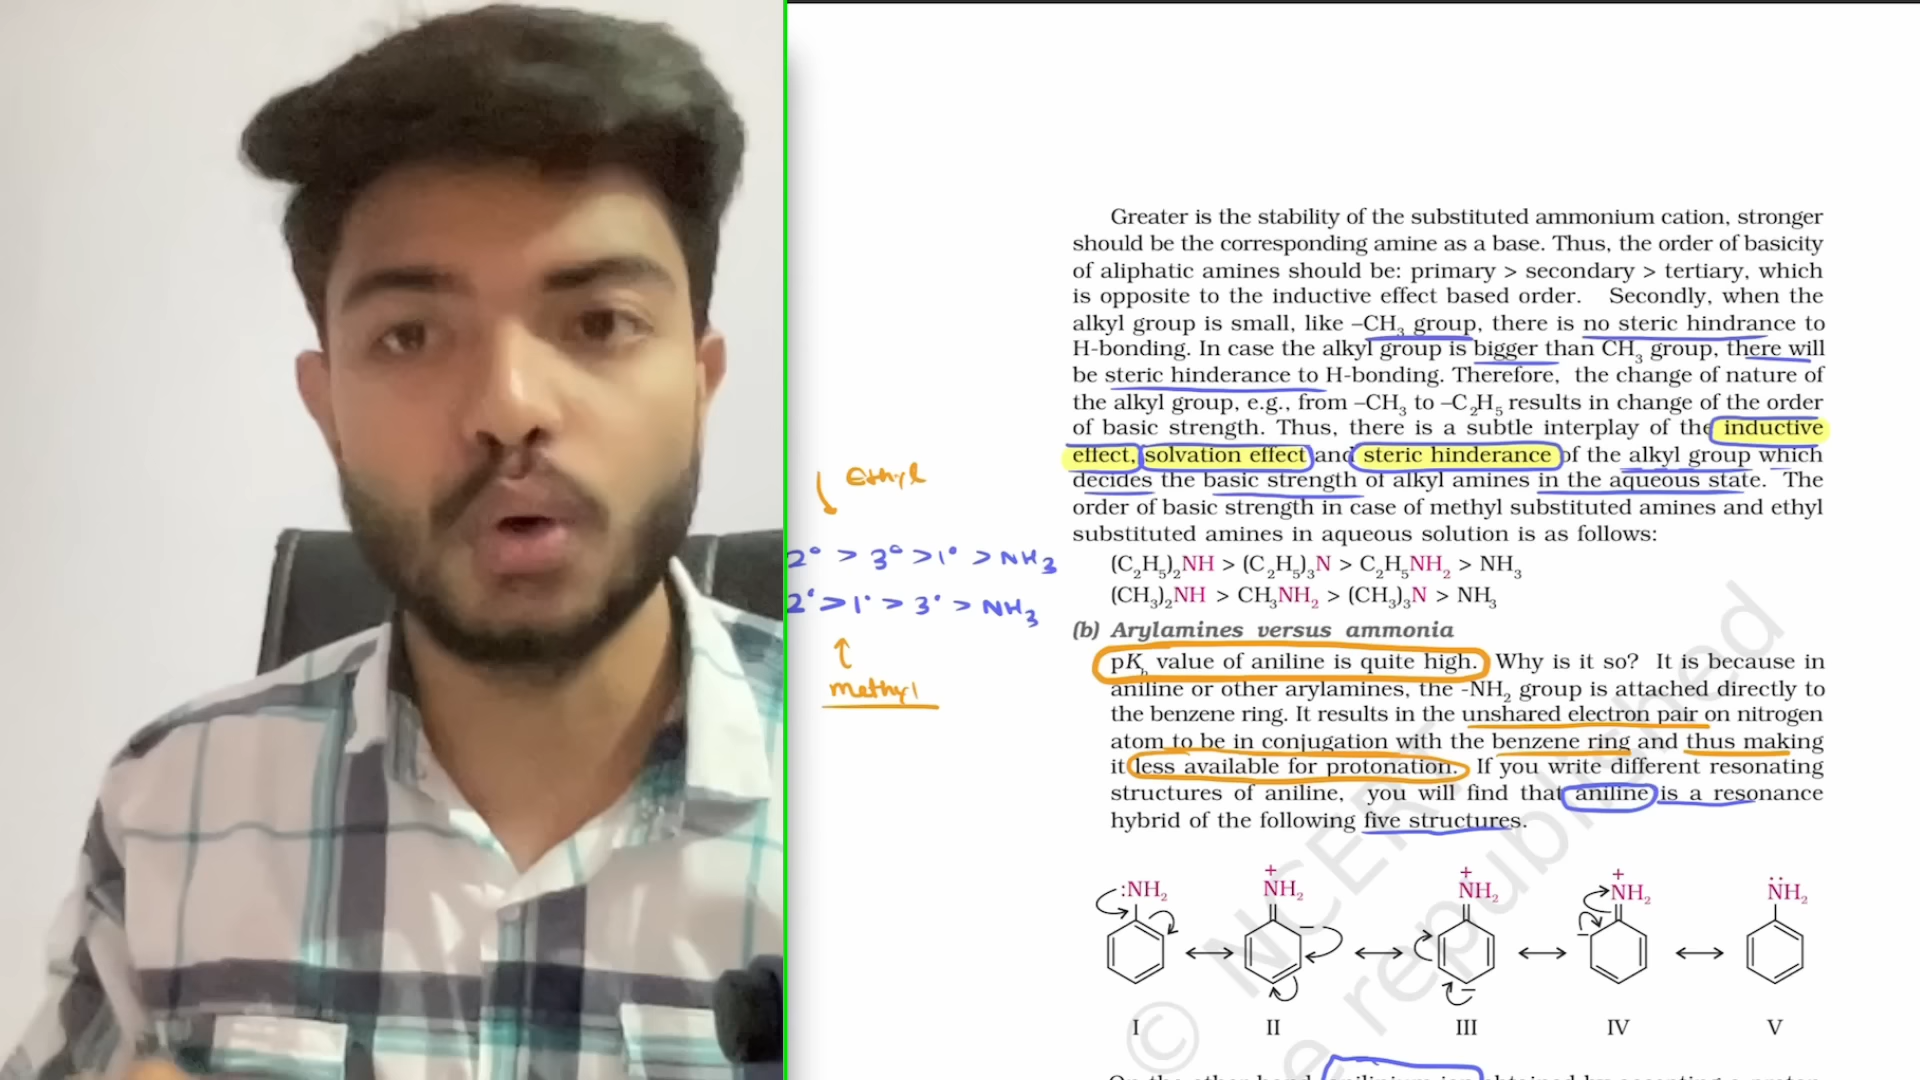 Greater is the stability of the substituted ammonium cation, stronger
should be the corresponding amine as a base. Thus, the order of basicity
of aliphatic amines should be: primary > secondary > tertiary, which
is opposite to the inductive effect based order. Secondly, when the
alkyl group is small, like –CH₃ group, there is no steric hindrance to
H-bonding. In case the alkyl group is bigger than CH₃ group, there will
be steric hinderance to H-bonding. Therefore, the change of nature of
the alkyl group, e.g., from –CH₃ to –C₂H₅ results in change of the order
of basic strength. Thus, there is a subtle interplay of the inductive
effect, solvation effect and steric hinderance of the alkyl group which
decides the basic strength of alkyl amines in the aqueous state. The
order of basic strength in case of methyl substituted amines and ethyl
substituted amines in aqueous solution is as follows:
(C₂H₅)₂NH > (C₂H₅)₃N > C₂H₅NH₂ > NH₃
(CH₃)₂NH > CH₃NH₂ > (CH₃)₃N > NH₃
Ethyl
2° > 3° > 1° > NH₃
2° > 1° > 3° > NH₃
methyl
(b) Arylamines versus ammonia
pK_b value of aniline is quite high. Why is it so? It is because in
aniline or other arylamines, the -NH₂ group is attached directly to
the benzene ring. It results in the unshared electron pair on nitrogen
atom to be in conjugation with the benzene ring and thus making
it less available for protonation. If you write different resonating
structures of aniline, you will find that aniline is a resonance
hybrid of the following five structures.
:NH₂ + NH₂ + NH₂ + NH₂ ··NH₂
– – –
I II III IV V
© NCERT
republished